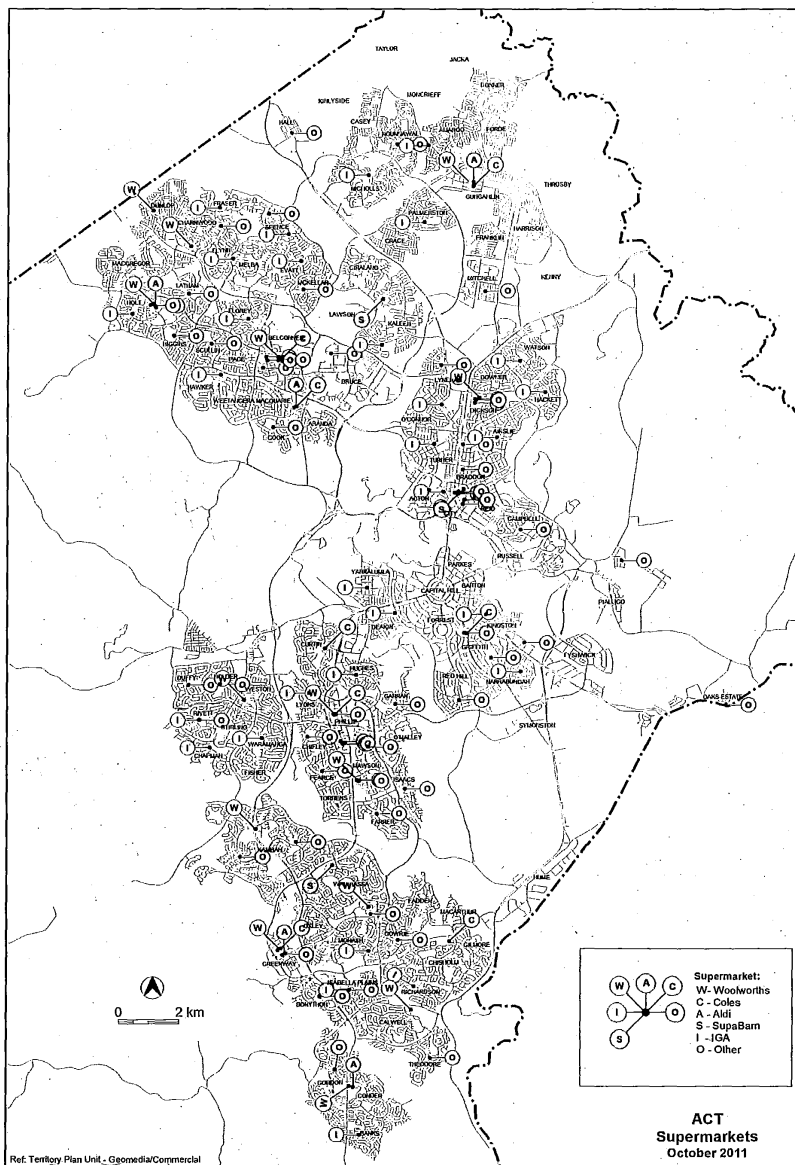 TAYLOR
JACKA
BONNER
MONCRIEFF
KINLYSIDE
CASEY
HALL
O
NGUNNAWAL
I
O
AMAROO
FORDE
W
A
C
I
NICHOLLS
GUNGAHLIN
THROSBY
W
DUNLOP
I
FRASER
O
I
PALMERSTON
W
CHARNWOOD
O
I
SPENCE
CRACE
FRANKLIN
HARRISON
I
FLYNN
MELBA
I
EVATT
GIRALANG
MITCHELL
KENNY
MACGREGOR
MCKELLAR
O
O
W
A
LATHAM
O
LAWSON
I
HOLT
O
I
FLOREY
S
KALEEN
W
BELCONNEN
C
HIGGINS
O
SCULLIN
O
PAGE
O
O
I
O
BRUCE
WATSON
A
C
LYNEHAM
O
W
DOWNER
I
I
HAWKER
WEETANGERA
MACQUARIE
DICKSON
O
I
HACKETT
O'CONNOR
I
ARANDA
I
AINSLIE
COOK
O
I
O
TURNER
BRADDON
O
I
ACTON
O
O
S
CITY
REID
CAMPBELL
O
RUSSELL
O
YARRALUMLA
PARKES
I
CAPITAL HILL
BARTON
PIALLIGO
I
DEAKIN
FORREST
I
C
KINGSTON
C
O
CURTIN
GRIFFITH
O
FYSHWICK
HUGHES
I
O
I
NARRABUNDAH
DUFFY
HOLDER
O
O
WESTON
I
W
C
RED HILL
O
LYONS
GARRAN
O
OAKS ESTATE
O
I
RIVETT
O
PHILLIP
O
SYMONSTON
STIRLING
I
CHAPMAN
I
WARAMANGA
O
CHIFLEY
O
O
O'MALLEY
W
O
MAWSON
FISHER
PEARCE
O
ISAACS
O
TORRENS
W
FARRER
O
O
KAMBAH
O
HUME
S
W
FADDEN
MACARTHUR
O
C
W
A
C
GREENWAY
O
MONASH
I
GOWRIE
O
GILMORE
CHISHOLM
ISABELLA PLAINS
I
O
O
W
RICHARDSON
BONYTHON
CALWELL
O
THEODORE
O
A
GORDON
CONDER
W
I
BANKS
0 2 km
Supermarket:
W A C
I O
S
W- Woolworths
C - Coles
A - Aldi
S - SupaBarn
I - IGA
O - Other
ACT
Supermarkets
October 2011
Ref: Territory Plan Unit - Geomedia/Commercial